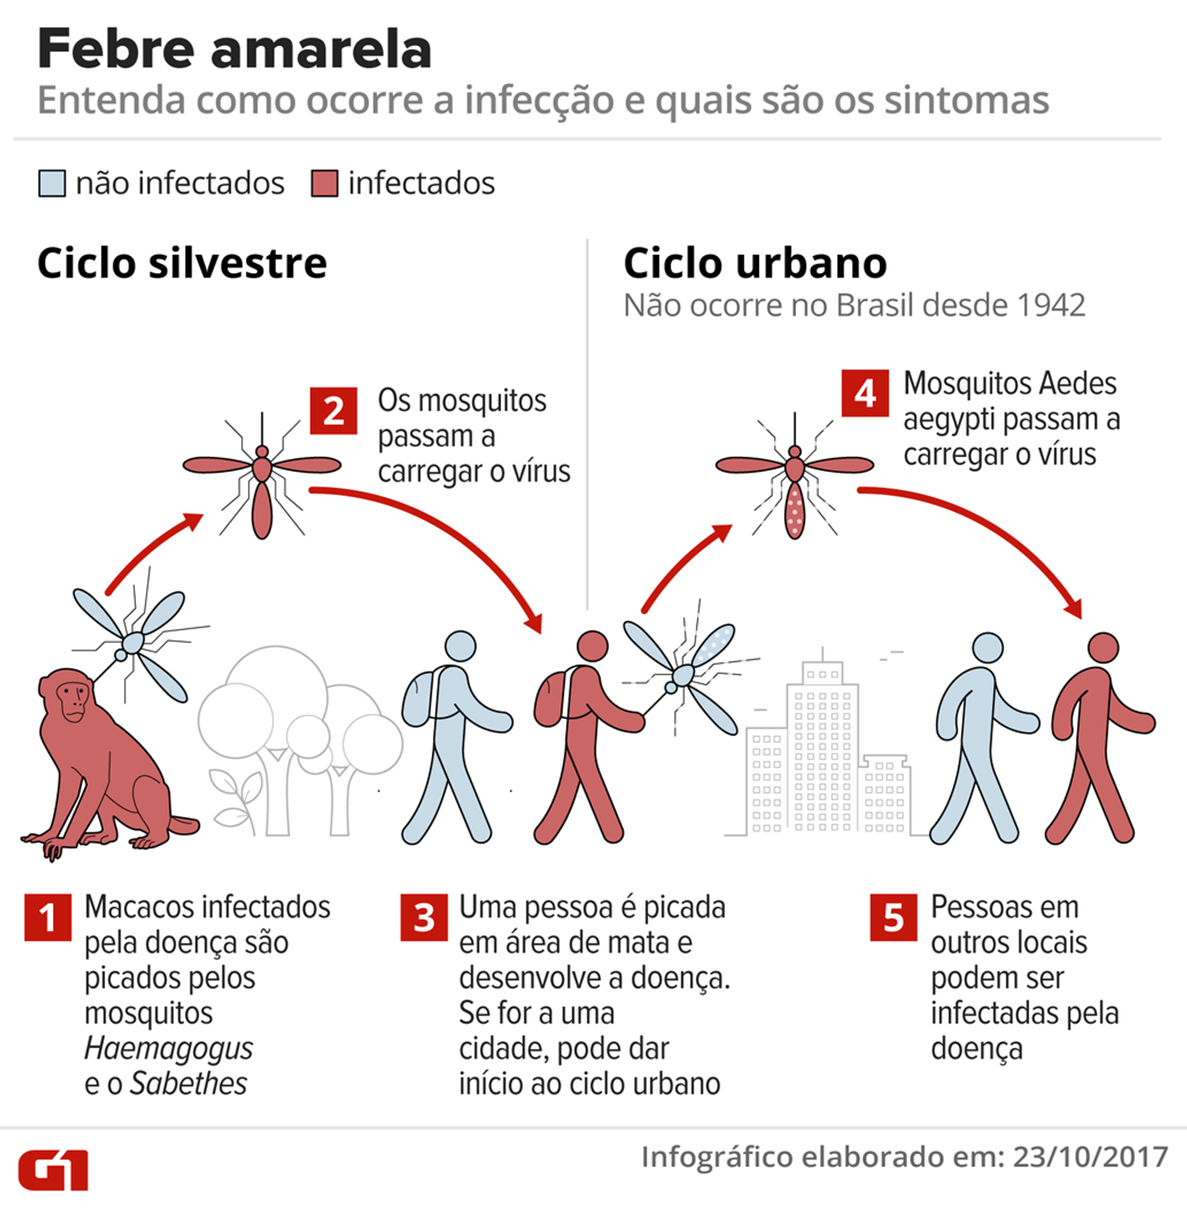 Febre amarela
Entenda como ocorre a infecção e quais são os sintomas
não infectados
infectados
Ciclo silvestre
2
Os mosquitos
passam a
carregar o vírus
1
Macacos infectados
pela doença são
picados pelos
mosquitos
Haemagogus
e o Sabethes
3
Uma pessoa é picada
em área de mata e
desenvolve a doença.
Se for a uma
cidade, pode dar
início ao ciclo urbano
Ciclo urbano
Não ocorre no Brasil desde 1942
4
Mosquitos Aedes
aegypti passam a
carregar o vírus
5
Pessoas em
outros locais
podem ser
infectadas pela
doença
G1
Infográfico elaborado em: 23/10/2017